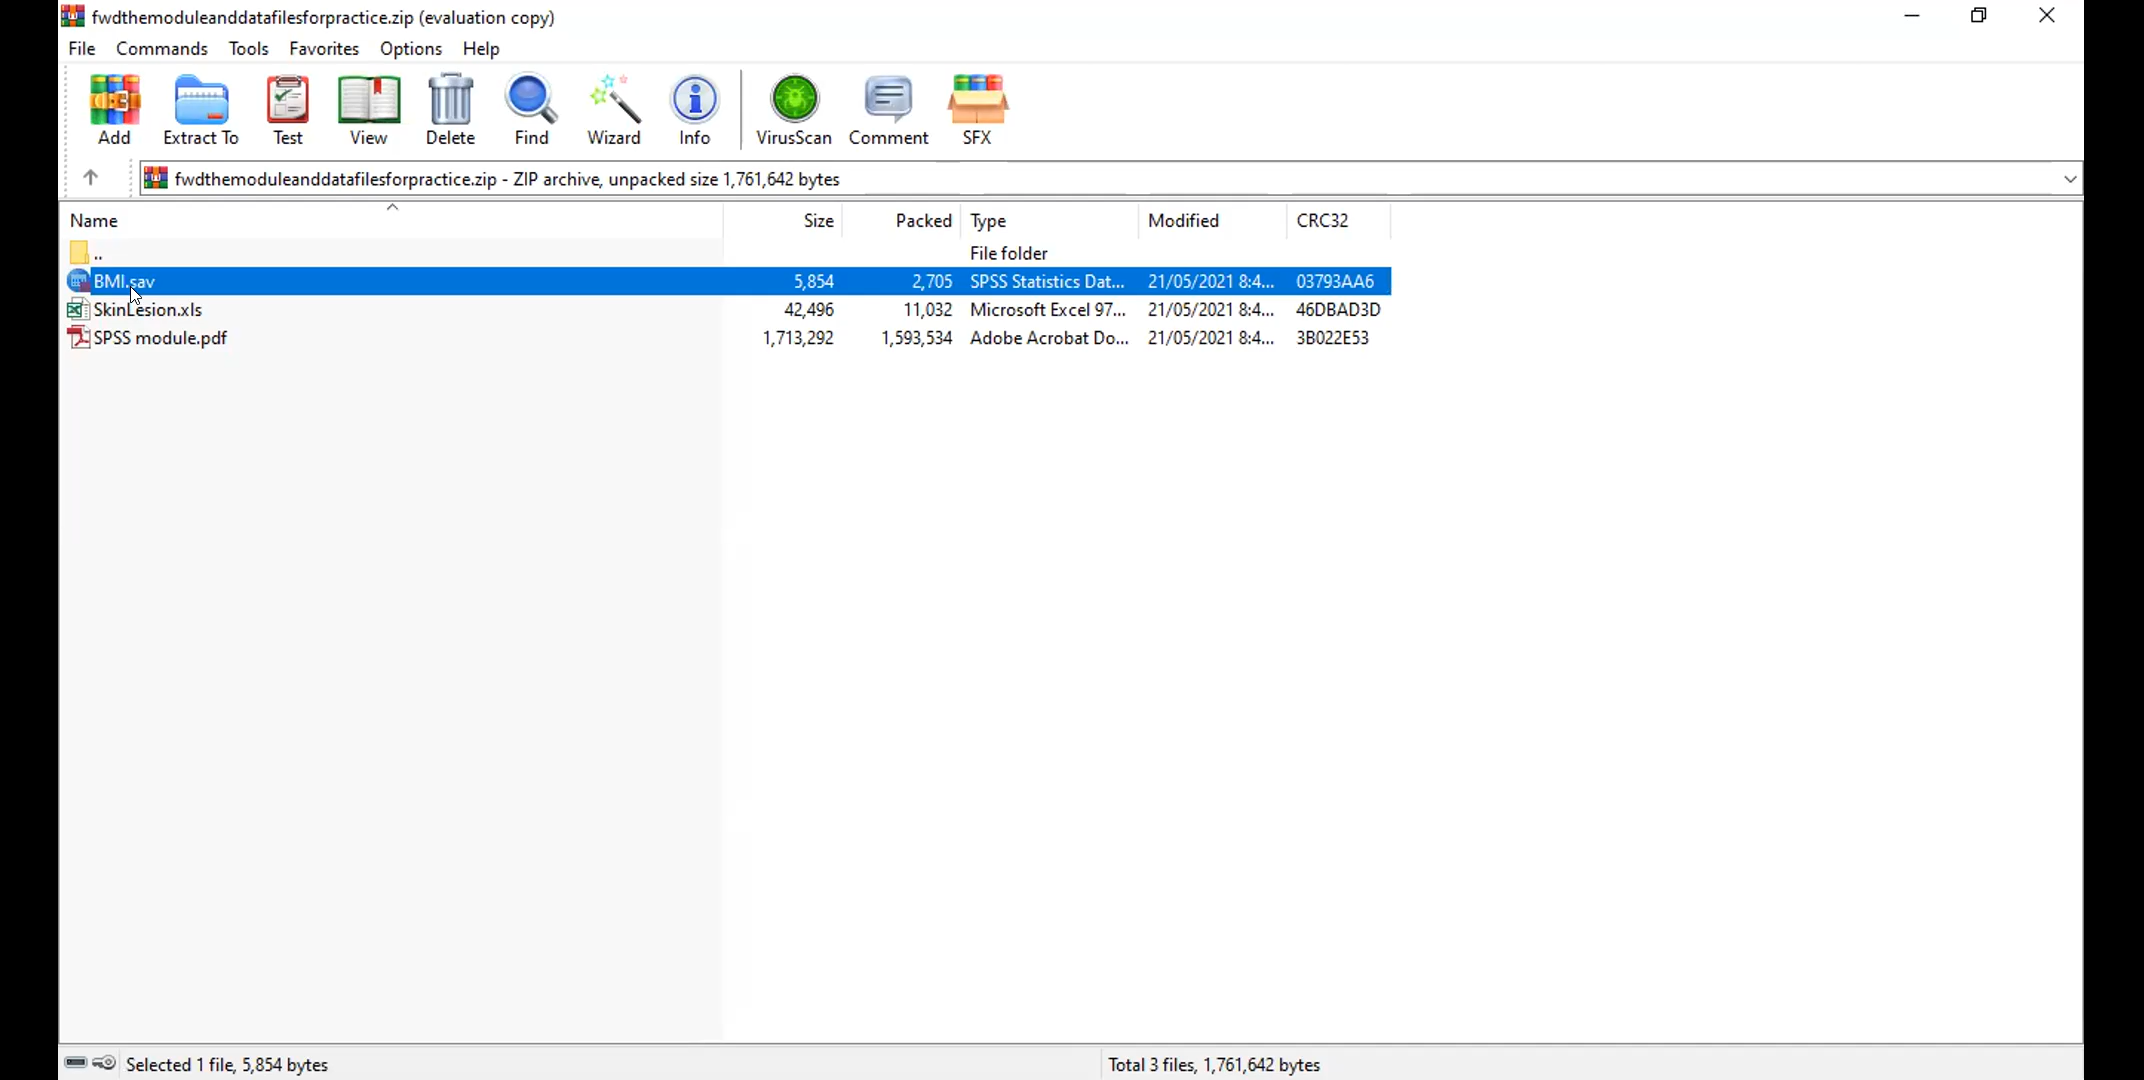 fwdthemoduleanddatafilesforpractice.zip (evaluation copy)
File Commands Tools Favorites Options Help
Add Extract To Test View Delete Find Wizard Info VirusScan Comment SFX
fwdthemoduleanddatafilesforpractice.zip - ZIP archive, unpacked size 1,761,642 bytes
Name Size Packed Type Modified CRC32
.. File folder
BMI.sav 5,854 2,705 SPSS Statistics Dat... 21/05/2021 8:4... 03793AA6
SkinLesion.xls 42,496 11,032 Microsoft Excel 97... 21/05/2021 8:4... 46DBAD3D
SPSS module.pdf 1,713,292 1,593,534 Adobe Acrobat Do... 21/05/2021 8:4... 3B022E53
Selected 1 file, 5,854 bytes Total 3 files, 1,761,642 bytes